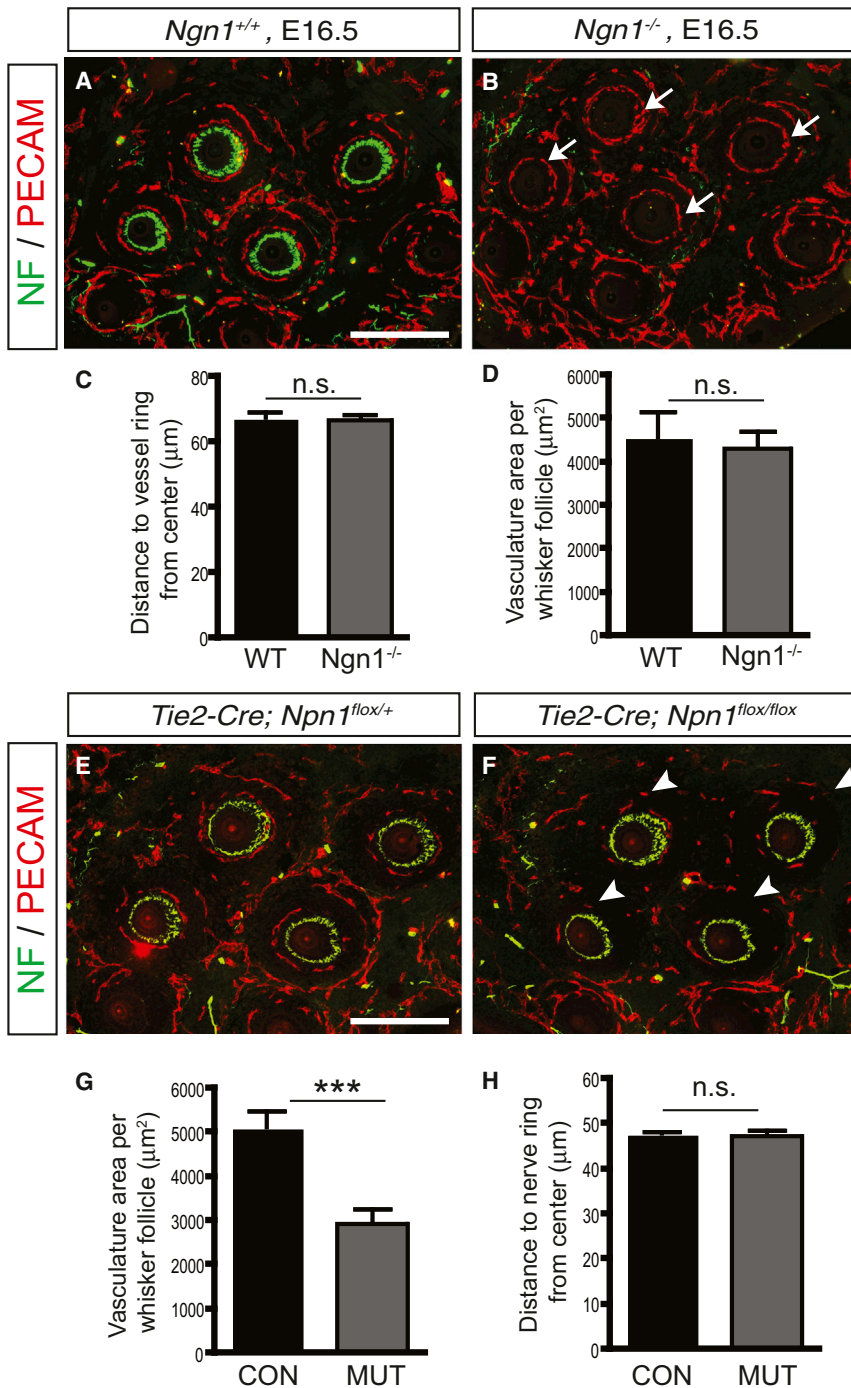 Ngn1+/+ , E16.5
Ngn1-/- , E16.5
NF / PECAM
A
B
C
80
60
40
20
0
Distance to vessel ring
from center (μm)
n.s.
WT
Ngn1-/-
D
6000
5000
4000
3000
2000
1000
0
Vasculature area per
whisker follicle (μm²)
n.s.
WT
Ngn1-/-
Tie2-Cre; Npn1flox/+
Tie2-Cre; Npn1flox/flox
NF / PECAM
E
F
G
6000
5000
4000
3000
2000
1000
0
Vasculature area per
whisker follicle (μm²)
***
CON
MUT
H
60
50
40
30
20
10
0
Distance to nerve ring
from center (μm)
n.s.
CON
MUT